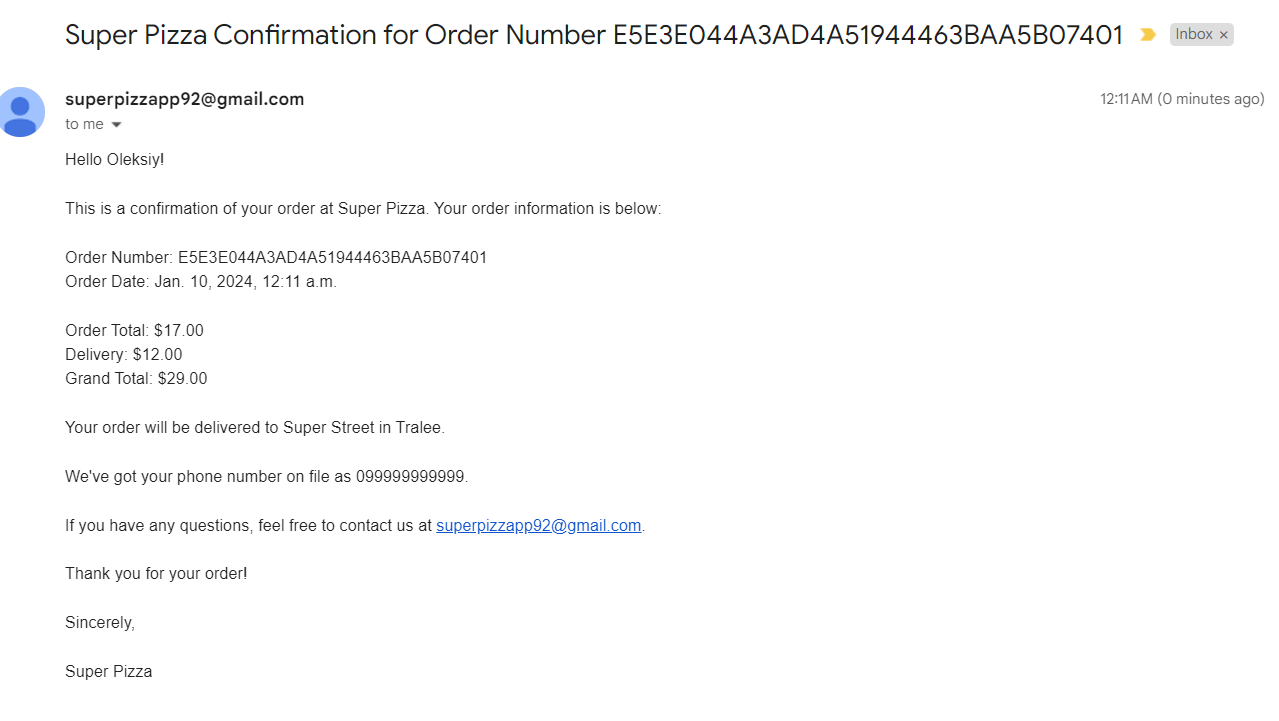 Super Pizza Confirmation for Order Number E5E3E044A3AD4A51944463BAA5B07401 Inbox ×
superpizzapp92@gmail.com 12:11 AM (0 minutes ago)
to me
Hello Oleksiy!
This is a confirmation of your order at Super Pizza. Your order information is below:
Order Number: E5E3E044A3AD4A51944463BAA5B07401
Order Date: Jan. 10, 2024, 12:11 a.m.
Order Total: $17.00
Delivery: $12.00
Grand Total: $29.00
Your order will be delivered to Super Street in Tralee.
We've got your phone number on file as 099999999999.
If you have any questions, feel free to contact us at superpizzapp92@gmail.com.
Thank you for your order!
Sincerely,
Super Pizza